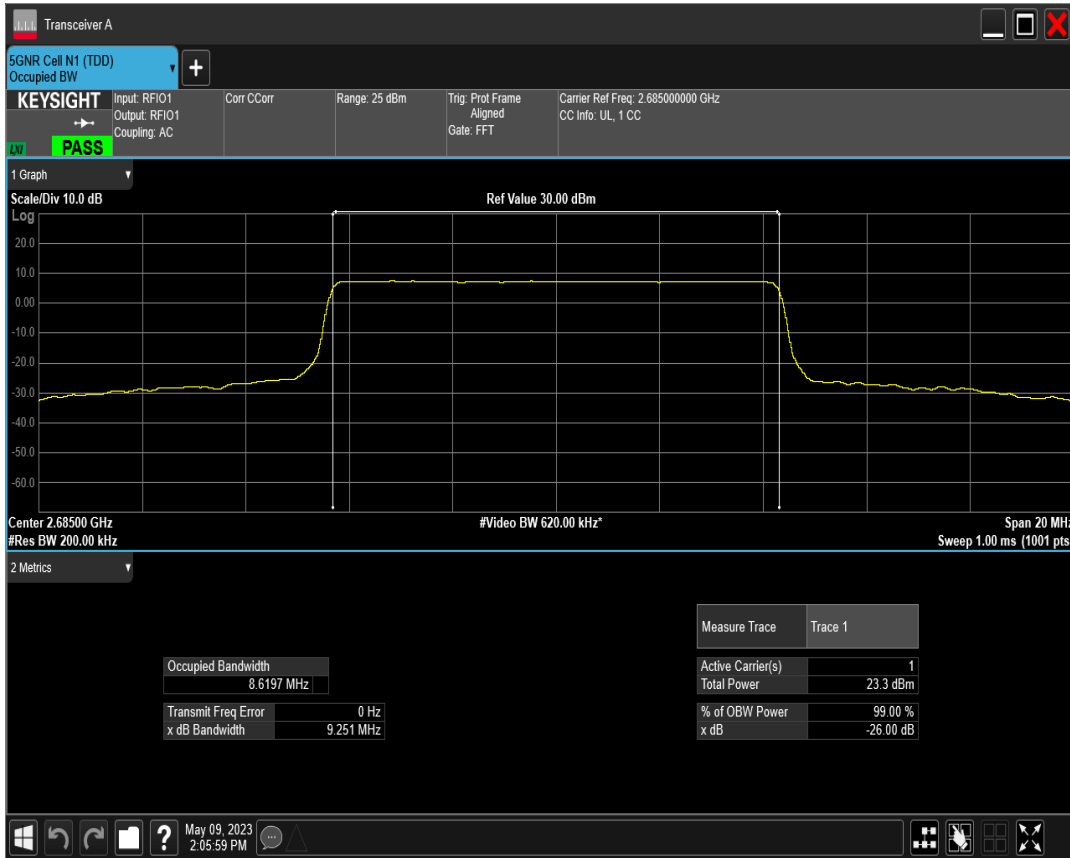 Transceiver A
5GNR Cell N1 (TDD)
Occupied BW
+
KEYSIGHT
LXI
PASS
Input: RFIO1
Output: RFIO1
Coupling: AC
Corr CCorr
Range: 25 dBm
Trig: Prot Frame
Aligned
Gate: FFT
Carrier Ref Freq: 2.685000000 GHz
CC Info: UL, 1 CC
1 Graph
Scale/Div 10.0 dB
Ref Value 30.00 dBm
Log
20.0
10.0
0.00
-10.0
-20.0
-30.0
-40.0
-50.0
-60.0
Center 2.68500 GHz
#Video BW 620.00 kHz*
Span 20 MHz
#Res BW 200.00 kHz
Sweep 1.00 ms (1001 pts
2 Metrics
Measure Trace Trace 1
Occupied Bandwidth
8.6197 MHz
Active Carrier(s) 1
Total Power 23.3 dBm
Transmit Freq Error 0 Hz
x dB Bandwidth 9.251 MHz
% of OBW Power 99.00 %
x dB -26.00 dB
?
May 09, 2023
2:05:59 PM